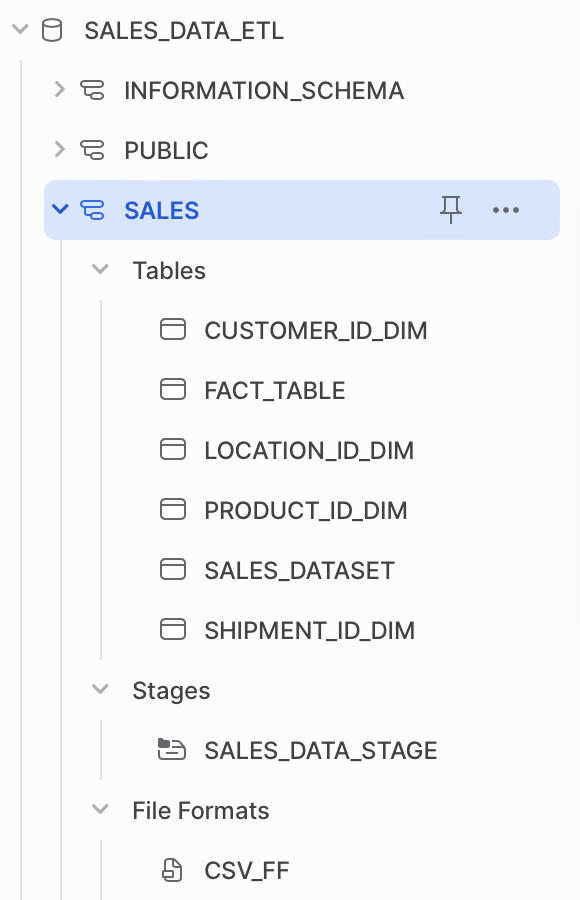 SALES_DATA_ETL
INFORMATION_SCHEMA
PUBLIC
SALES
Tables
CUSTOMER_ID_DIM
FACT_TABLE
LOCATION_ID_DIM
PRODUCT_ID_DIM
SALES_DATASET
SHIPMENT_ID_DIM
Stages
SALES_DATA_STAGE
File Formats
CSV_FF